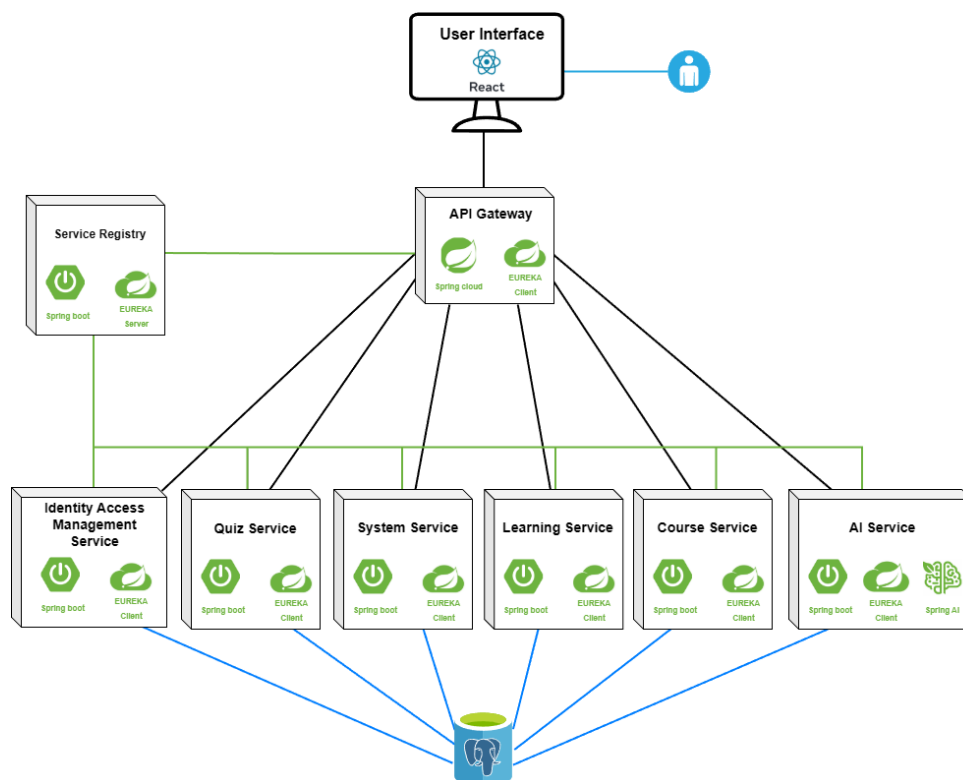 User Interface
React
API Gateway
Spring cloud
EUREKA
Client
Service Registry
Spring boot
EUREKA
Server
Identity Access
Management
Service
Spring boot
EUREKA
Client
Quiz Service
Spring boot
EUREKA
Client
System Service
Spring boot
EUREKA
Client
Learning Service
Spring boot
EUREKA
Client
Course Service
Spring boot
EUREKA
Client
AI Service
Spring boot
EUREKA
Client
Spring AI